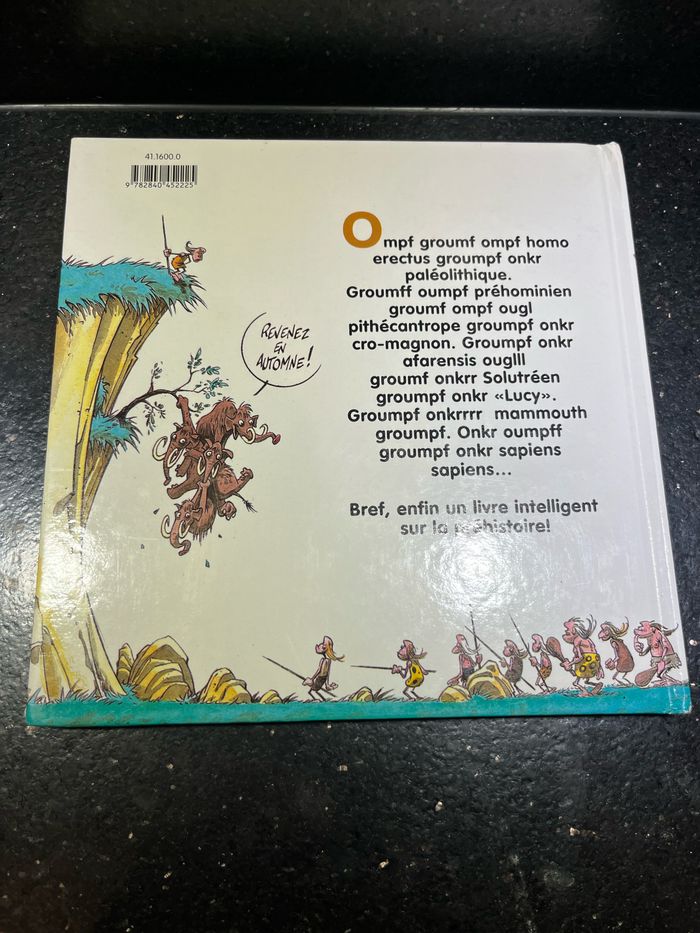 41.1600.0
9 782840 452225
REVENEZ
EN
AUTOMNE!
Ompf groumf ompf homo
erectus groumpf onkr
paléolithique.
Groumff oumpf préhominien
groumf ompf ougl
pithécantrope groumpf onkr
cro-magnon. Groumpf onkr
afarensis ouglll
groumf onkrr Solutréen
groumpf onkr «Lucy».
Groumpf onkrrrr mammouth
groumpf. Onkr oumpff
groumpf onkr sapiens
sapiens...
Bref, enfin un livre intelligent
sur la préhistoire!